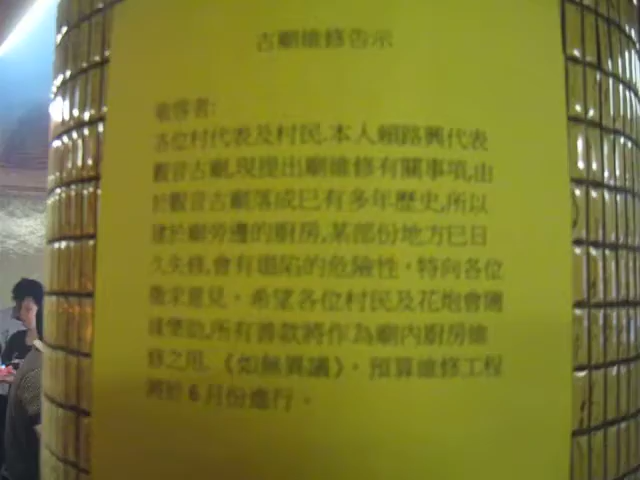 古廟維修告示
敬啓者:
各位村代表及村民,本人賴路興代表
觀音古廟,現提出廟維修有關事項,由
於觀音古廟落成已有多年歷史,所以
建於廟旁邊的廚房,某部份地方已日
久失修,會有塌陷的危險性。特向各位
徵求意見。希望各位村民及花炮會踴
躍樂助,所有善款將作為廟內廚房維
修之用。《如無異議》。預算維修工程
將於6月份進行。